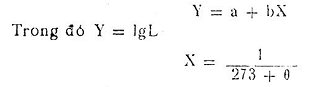 Y = a + bX
Trong đó Y = lgL
X = 1 / (273 + θ)